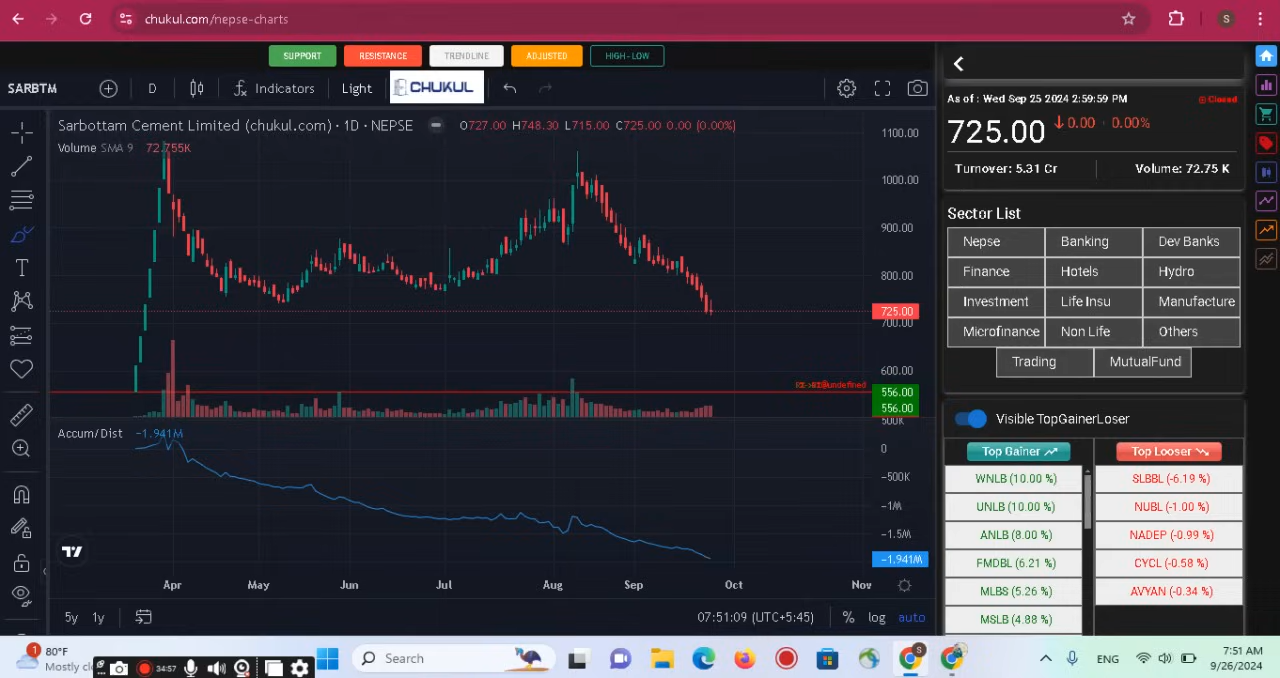 chukul.com/nepse-charts
S
SUPPORT RESISTANCE TRENDLINE ADJUSTED HIGH-LOW
SARBTM D Indicators Light CHUKUL
Sarbottam Cement Limited (chukul.com) · 1D · NEPSE O727.00 H748.30 L715.00 C725.00 0.00 (0.00%)
Volume SMA 9 72.755K
1100.00
1000.00
900.00
800.00
725.00
700.00
600.00
556.00
556.00
500K
Accum/Dist -1.941M
0
-500K
-1M
-1.5M
-1.941M
Apr May Jun Jul Aug Sep Oct Nov
5y 1y 07:51:09 (UTC+5:45) % log auto
As of : Wed Sep 25 2024 2:59:59 PM Closed
725.00 ↓0.00 0.00%
Turnover: 5.31 Cr Volume: 72.75 K
Sector List
Nepse Banking Dev Banks
Finance Hotels Hydro
Investment Life Insu Manufacture
Microfinance Non Life Others
Trading MutualFund
Visible TopGainerLoser
Top Gainer Top Looser
WNLB (10.00 %) SLBBL (-6.19 %)
UNLB (10.00 %) NUBL (-1.00 %)
ANLB (8.00 %) NADEP (-0.99 %)
FMDBL (6.21 %) CYCL (-0.58 %)
MLBS (5.26 %) AVYAN (-0.34 %)
MSLB (4.88 %)
1 80°F
Mostly cl
34:57
Search
S
ENG
7:51 AM
9/26/2024